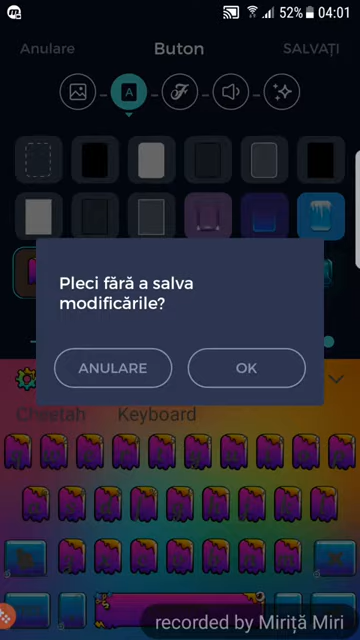 52% 04:01
Anulare Buton SALVAȚI
A F
Pleci fără a salva
modificările?
ANULARE OK
Cheetah Keyboard
recorded by Miriță Miri